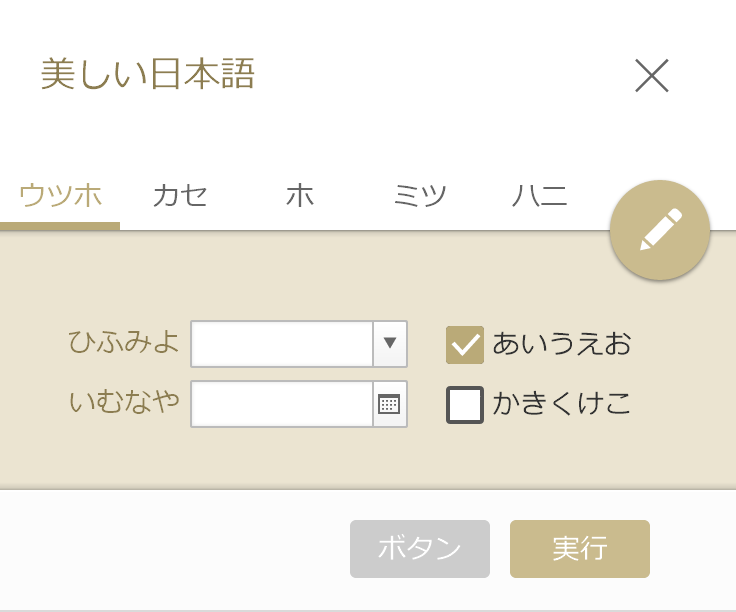 美しい日本語
ウツホ カセ ホ ミツ ハニ
ひふみよ
あいうえお
いむなや
かきくけこ
ボタン 実行